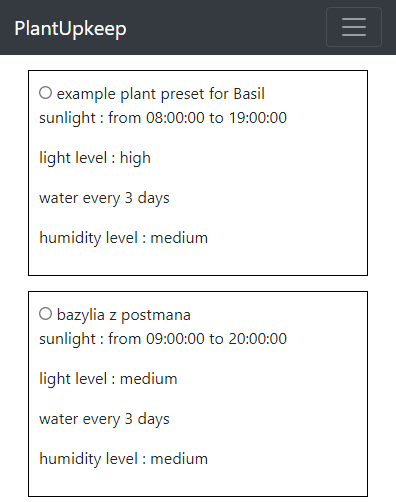 PlantUpkeep
example plant preset for Basil
sunlight : from 08:00:00 to 19:00:00
light level : high
water every 3 days
humidity level : medium
bazylia z postmana
sunlight : from 09:00:00 to 20:00:00
light level : medium
water every 3 days
humidity level : medium